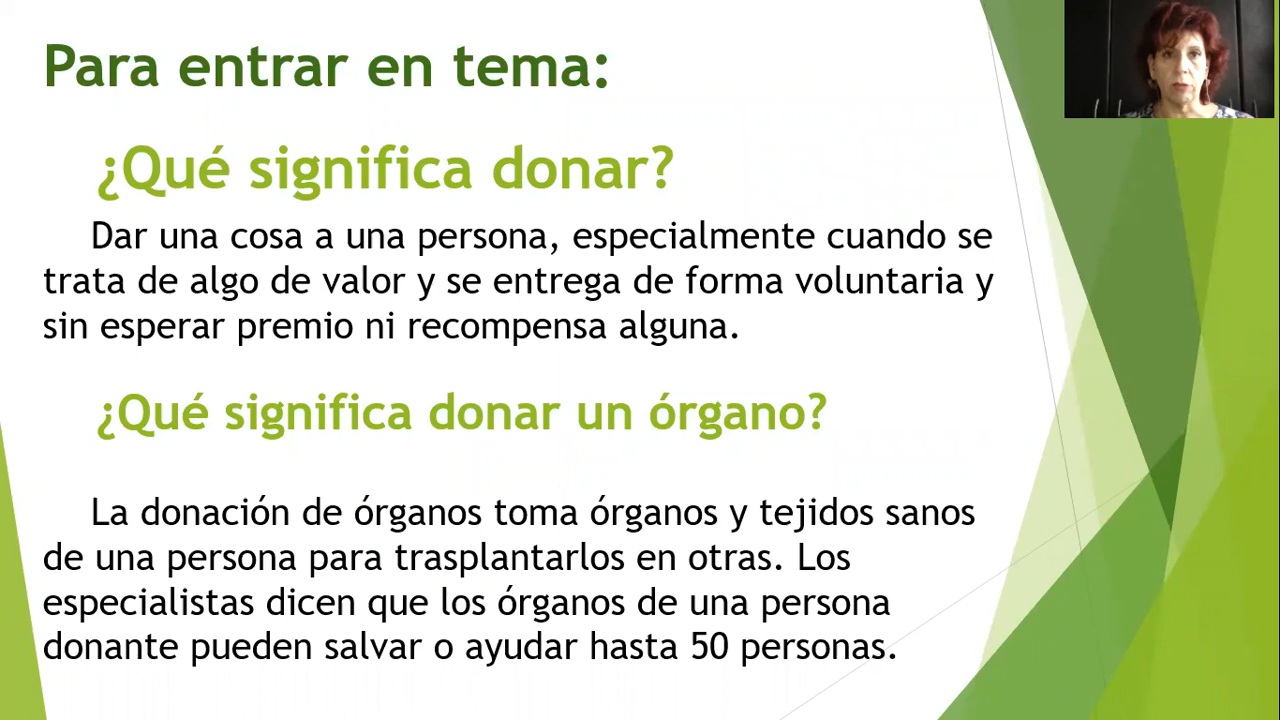 Para entrar en tema:
¿Qué significa donar?
Dar una cosa a una persona, especialmente cuando se
trata de algo de valor y se entrega de forma voluntaria y
sin esperar premio ni recompensa alguna.
¿Qué significa donar un órgano?
La donación de órganos toma órganos y tejidos sanos
de una persona para trasplantarlos en otras. Los
especialistas dicen que los órganos de una persona
donante pueden salvar o ayudar hasta 50 personas.